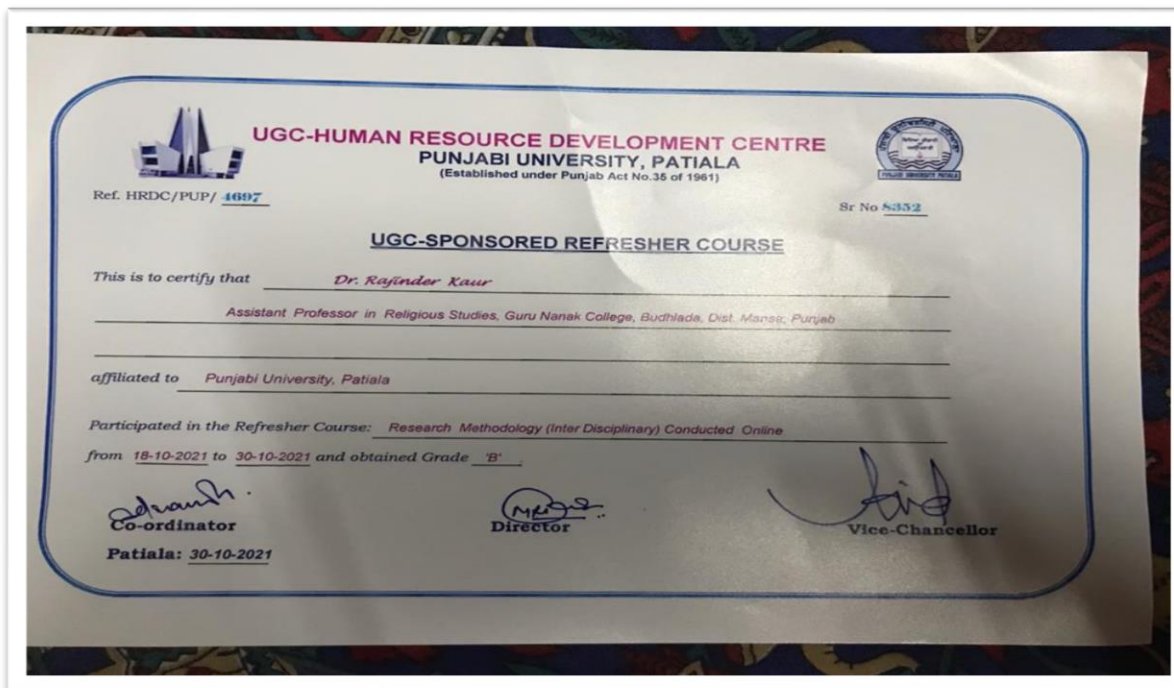 UGC-HUMAN RESOURCE DEVELOPMENT CENTRE
PUNJABI UNIVERSITY, PATIALA
(Established under Punjab Act No.35 of 1961)
PUNJABI UNIVERSITY PATIALA
Ref. HRDC/PUP/ 4697
Sr No 8352
UGC-SPONSORED REFRESHER COURSE
This is to certify that Dr. Rajinder Kaur
Assistant Professor in Religious Studies, Guru Nanak College, Budhlada, Dist. Mansa, Punjab
affiliated to Punjabi University, Patiala
Participated in the Refresher Course: Research Methodology (Inter Disciplinary) Conducted Online
from 18-10-2021 to 30-10-2021 and obtained Grade 'B'
Co-ordinator
Director
Vice-Chancellor
Patiala: 30-10-2021